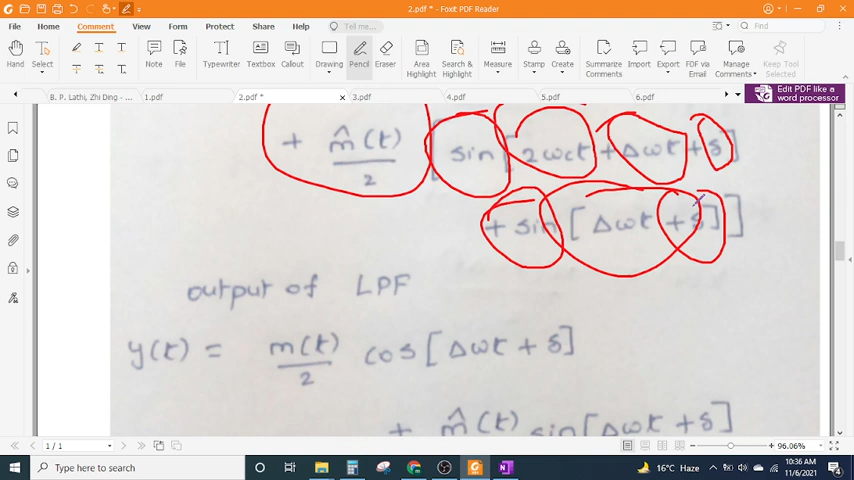 2.pdf * - Foxit PDF Reader
File Home Comment View Form Protect Share Help Tell me... Find
Hand Select Note File Typewriter Textbox Callout Drawing Pencil Eraser Area Highlight Search & Highlight Measure Stamp Create Summarize Comments Import Export FDF via Email Manage Comments Keep Tool Selected
B. P. Lathi, Zhi Ding - ... 1.pdf 2.pdf * 3.pdf 4.pdf 5.pdf 6.pdf Edit PDF like a word processor
+ m̂(t)/2 [sin[2ωct + Δωt + δ]
+ sin[Δωt + δ]]
output of LPF
y(t) = m(t)/2 cos[Δωt + δ]
+ m̂(t) sin[Δωt + δ]
1 / 1 96.06%
Type here to search 16°C Haze 10:36 AM
11/6/2021 4